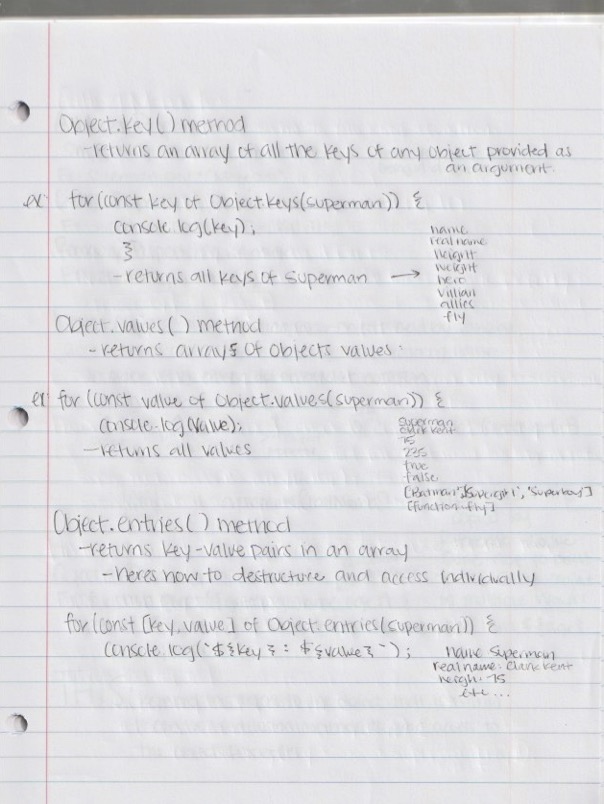 Object.key() method
-returns an array of all the keys of any object provided as
an argument.
ex for (const key of Object.keys(superman)) {
console.log(key);
}
-returns all keys of superman →
name
real name
height
weight
hero
villian
allies
fly
Object.values() method
-returns arrays of objects values.
ex for (const value of Object.values(superman)) {
console.log(value);
-returns all values
superman
clark kent
75
235
true
false
['Batman', 'Supergirl', 'Superboy']
[function:fly]
Object.entries() method
-returns key-value pairs in an array
-heres how to destructure and access individually
for (const [key, value] of Object.entries(superman)) {
console.log(`${key} : ${value}`);
name Superman
real name: Clark Kent
height: 75
etc...